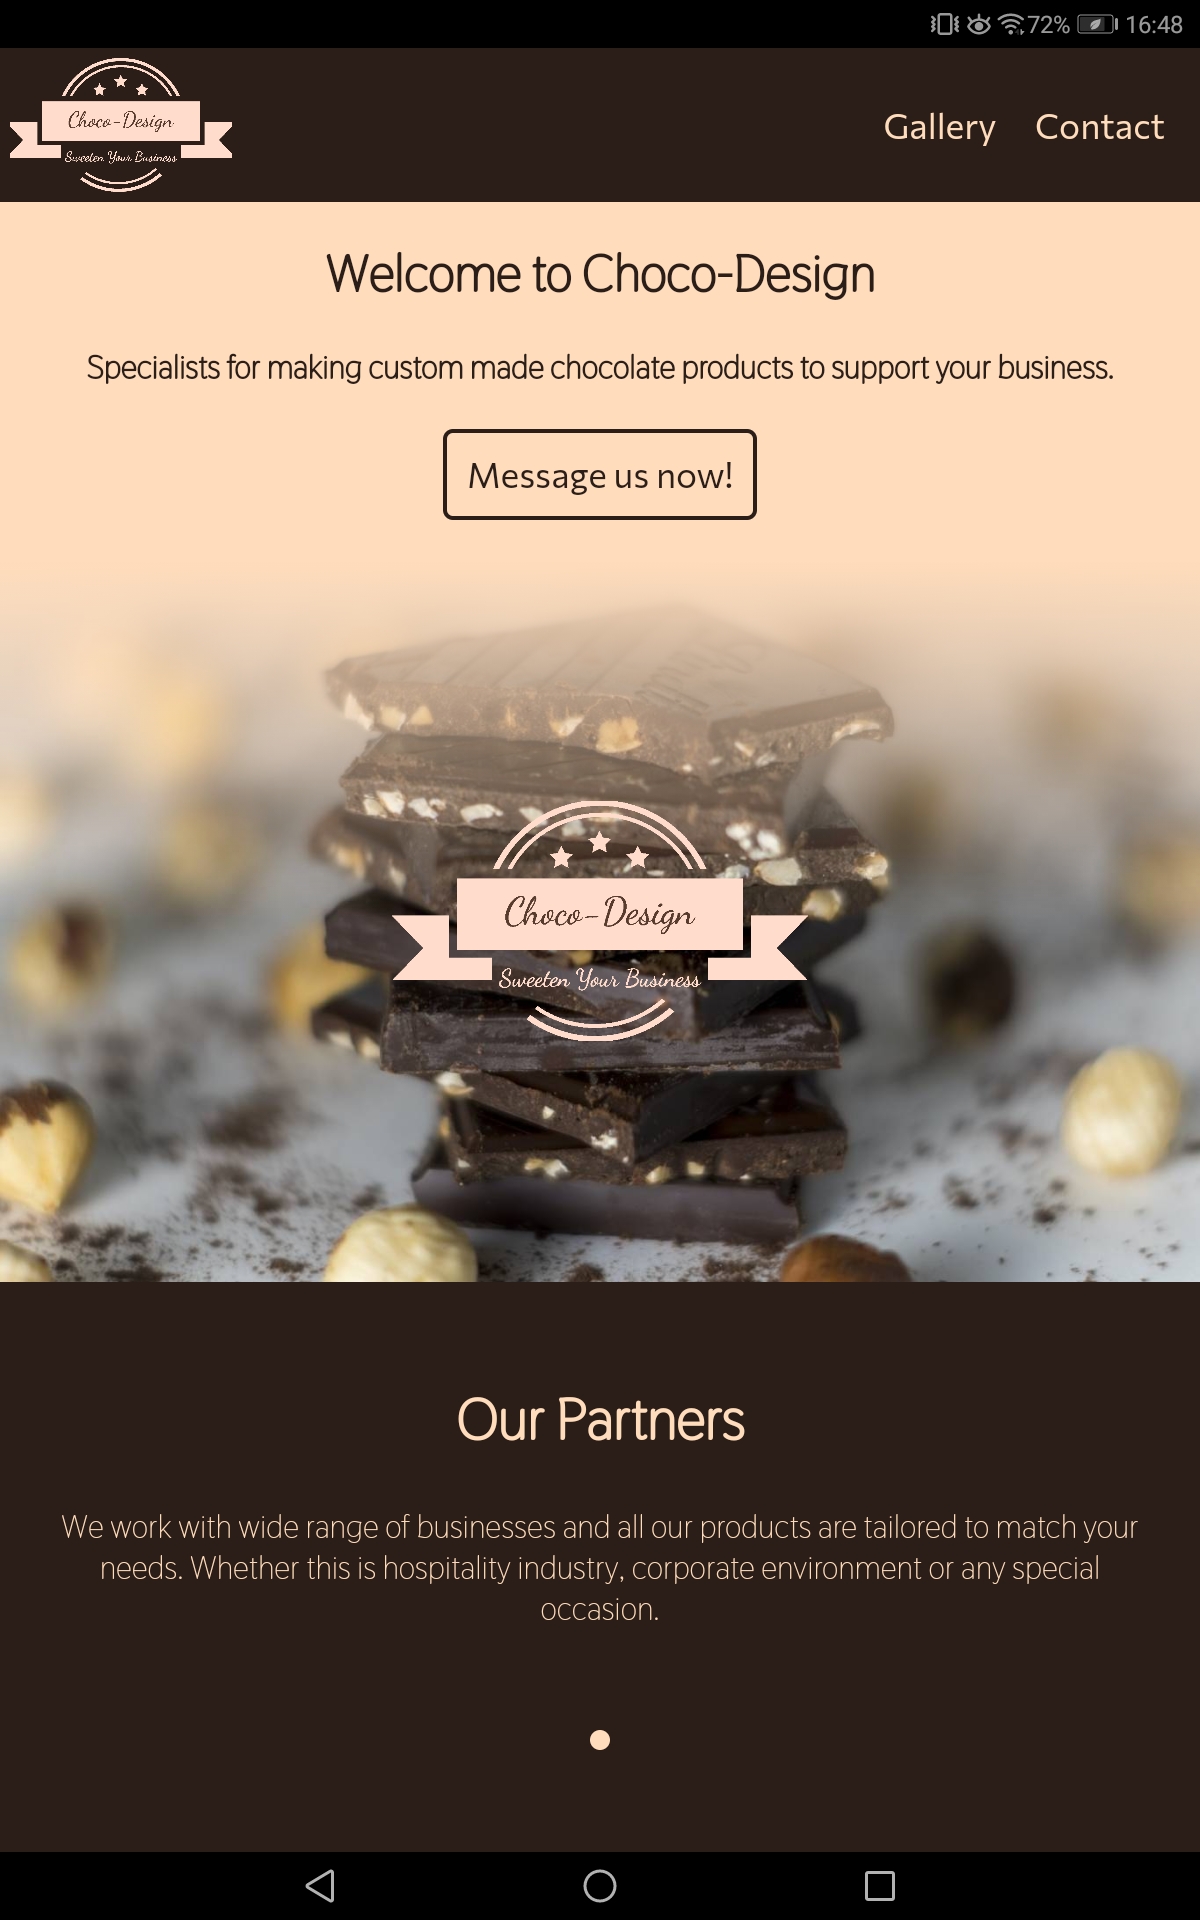 72% 16:48
Choco-Design
Sweeten Your Business
Gallery Contact
Welcome to Choco-Design
Specialists for making custom made chocolate products to support your business.
Message us now!
Choco-Design
Sweeten Your Business
Our Partners
We work with wide range of businesses and all our products are tailored to match your
needs. Whether this is hospitality industry, corporate environment or any special
occasion.